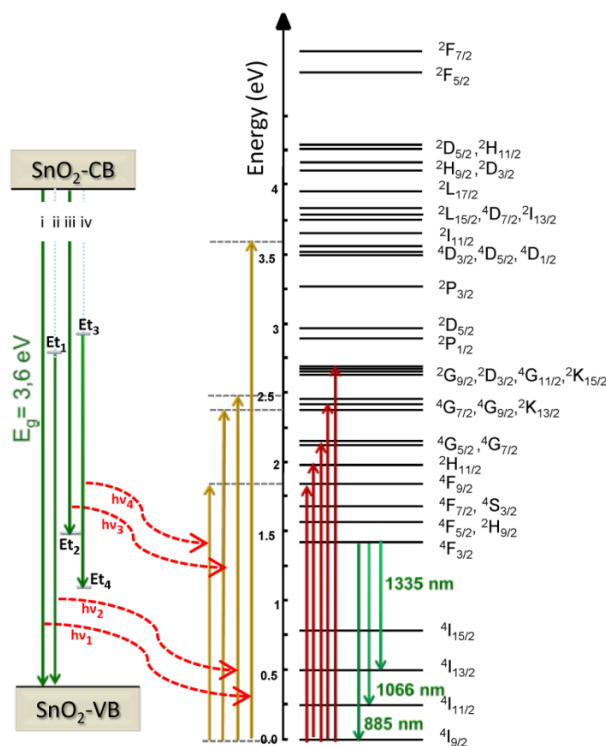 SnO₂-CB
i ii iii iv
Et₁
Et₃
E_g= 3,6 eV
hν₄
hν₃
Et₂
Et₄
hν₂
hν₁
SnO₂-VB
Energy (eV)
4
3.5
3
2.5
2
1.5
1
0.5
0.0
²F₇/₂
²F₅/₂
²D₅/₂,²H₁₁/₂
²H₉/₂,²D₃/₂
²L₁₇/₂
²L₁₅/₂,⁴D₇/₂,²I₁₃/₂
²I₁₁/₂
⁴D₃/₂,⁴D₅/₂,⁴D₁/₂
²P₃/₂
²D₅/₂
²P₁/₂
²G₉/₂,²D₃/₂,⁴G₁₁/₂,²K₁₅/₂
⁴G₇/₂,⁴G₉/₂,²K₁₃/₂
⁴G₅/₂,⁴G₇/₂
²H₁₁/₂
⁴F₉/₂
⁴F₇/₂,⁴S₃/₂
⁴F₅/₂,²H₉/₂
⁴F₃/₂
1335 nm
⁴I₁₅/₂
⁴I₁₃/₂
1066 nm
⁴I₁₁/₂
885 nm
⁴I₉/₂